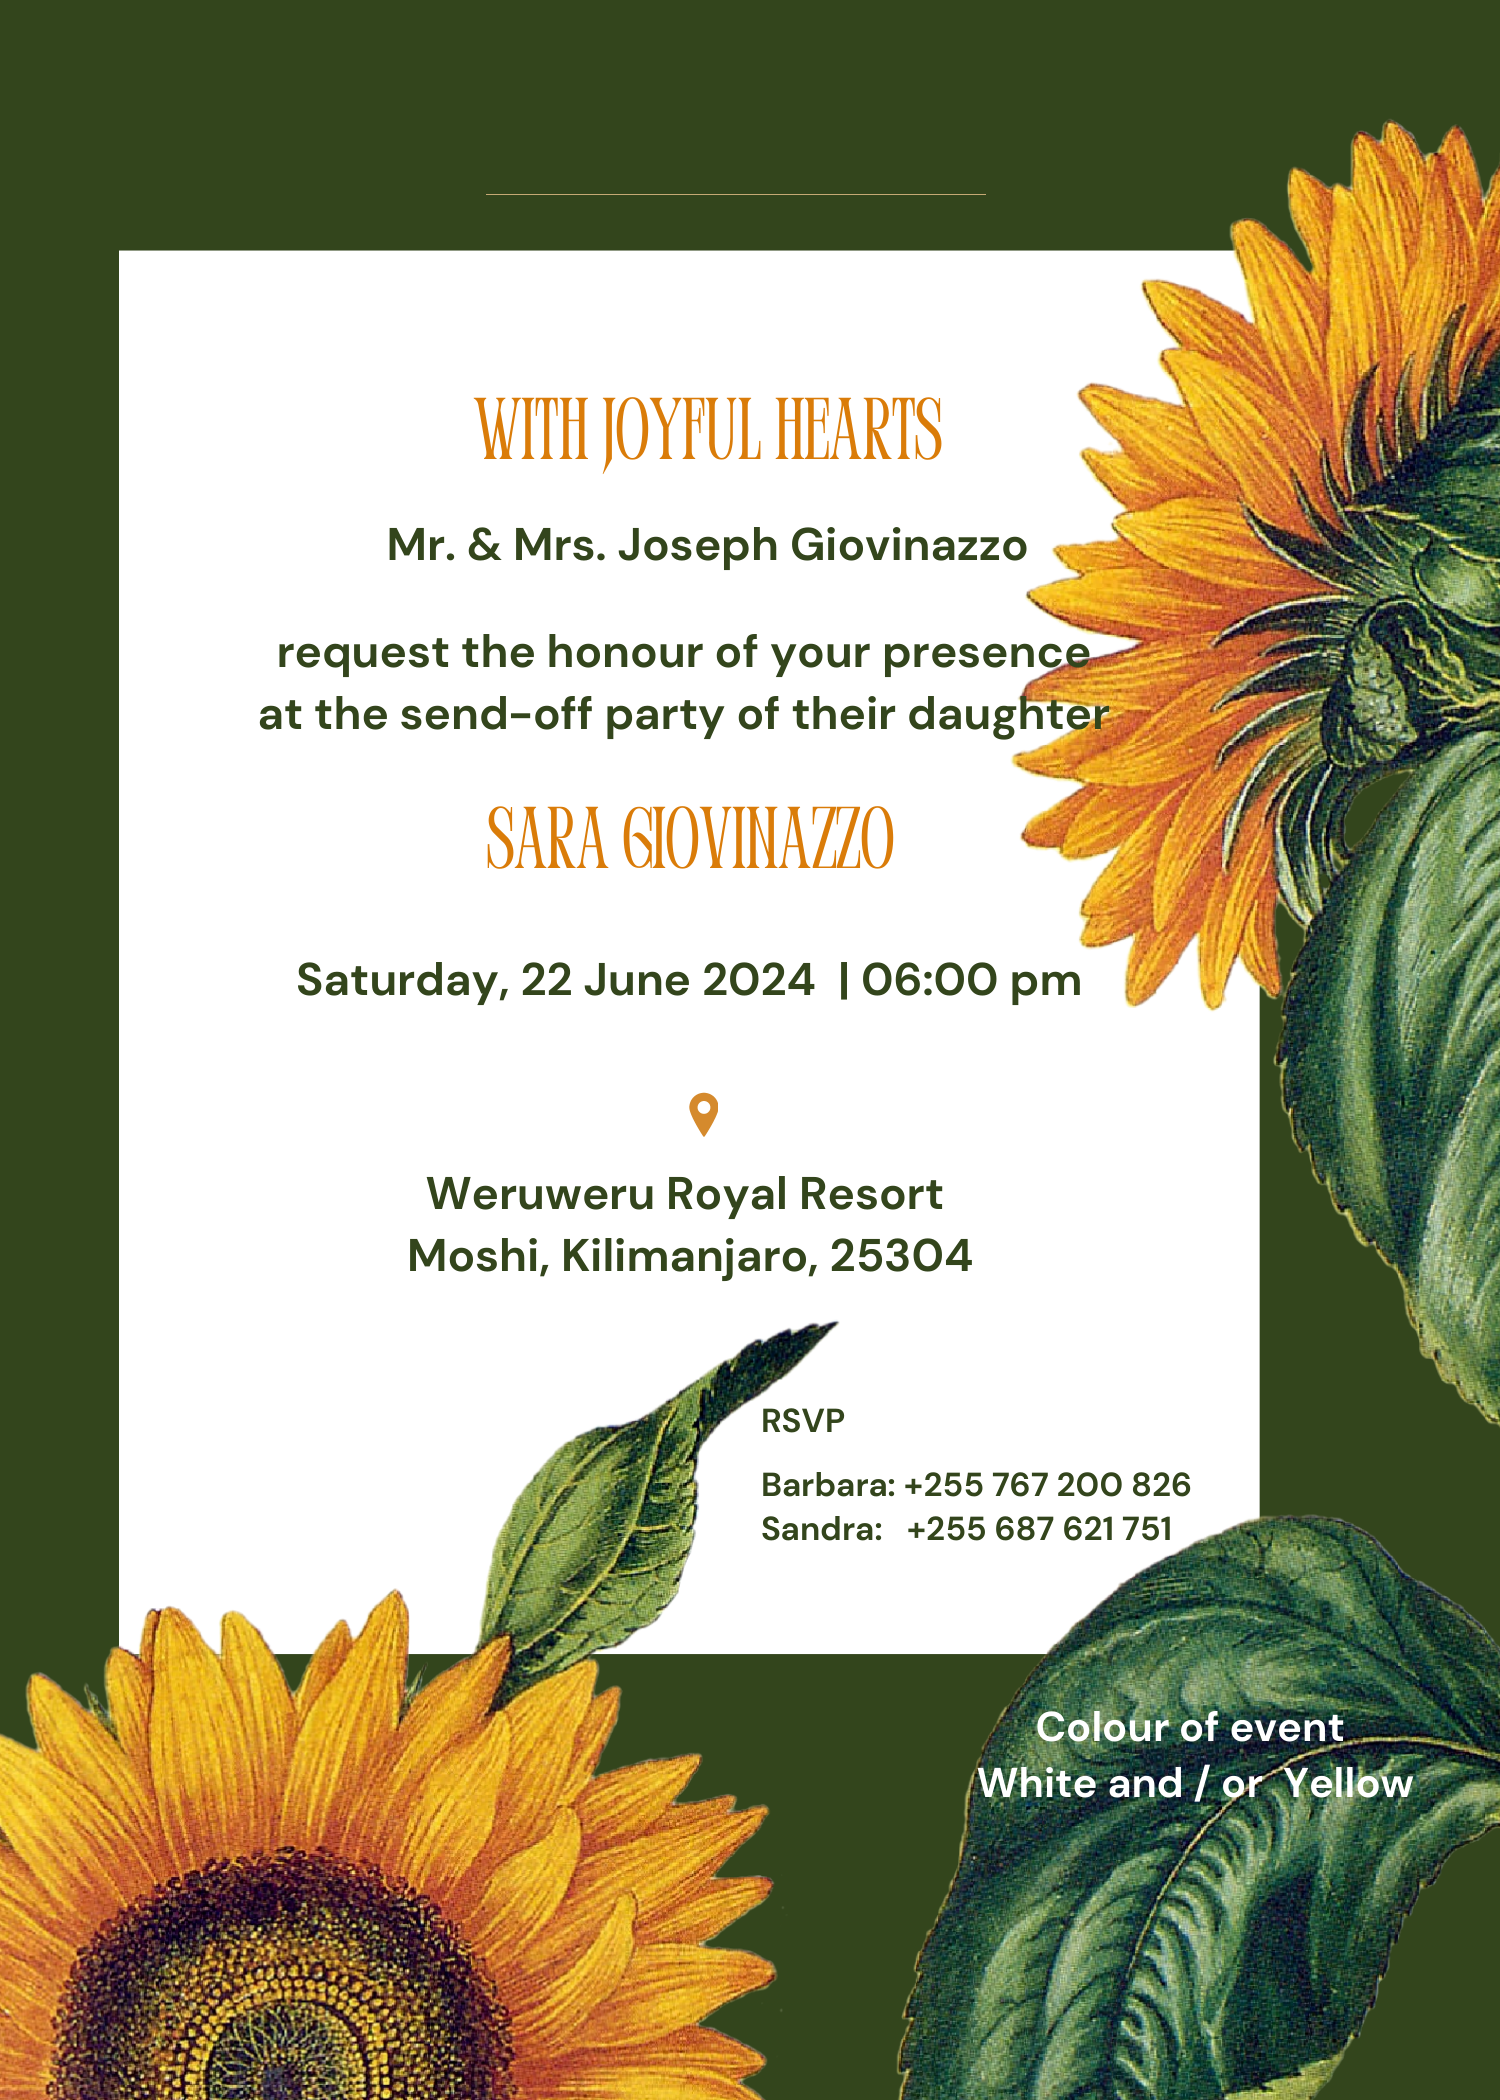 WITH JOYFUL HEARTS
Mr. & Mrs. Joseph Giovinazzo
request the honour of your presence
at the send-off party of their daughter
SARA GIOVINAZZO
Saturday, 22 June 2024 | 06:00 pm
Weruweru Royal Resort
Moshi, Kilimanjaro, 25304
RSVP
Barbara: +255 767 200 826
Sandra: +255 687 621 751
Colour of event
White and / or Yellow